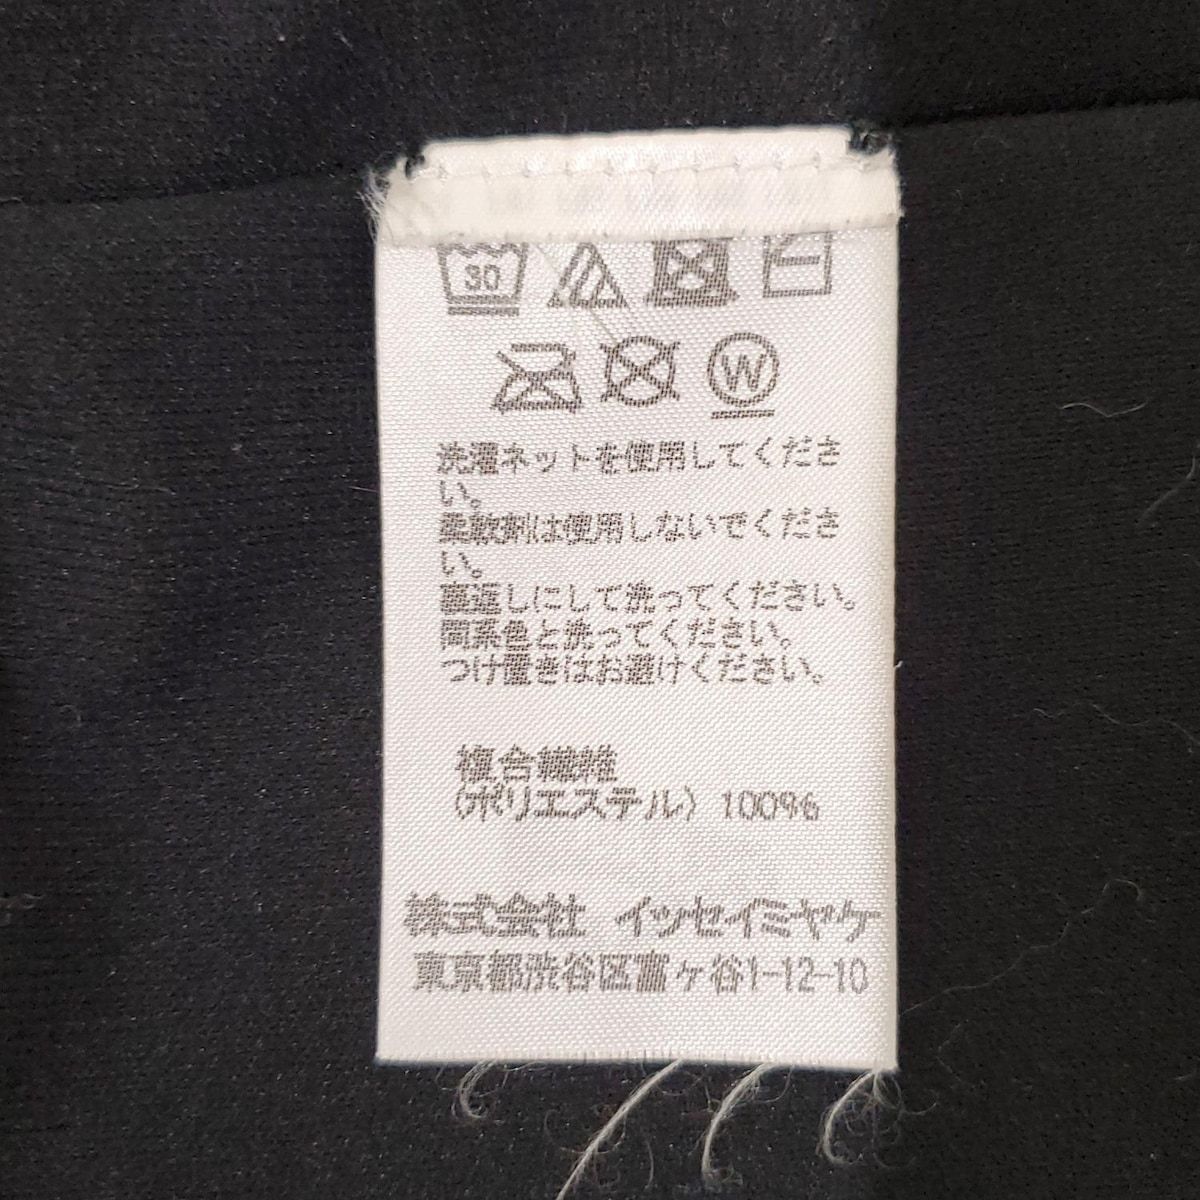 30
W
洗濯ネットを使用してくださ
い。
柔軟剤は使用しないでくださ
い。
裏返しにして洗ってください。
同系色と洗ってください。
つけ置きはお避けください。
複合繊維
(ポリエステル) 100%
株式会社 イッセイミヤケ
東京都渋谷区富ヶ谷1-12-10